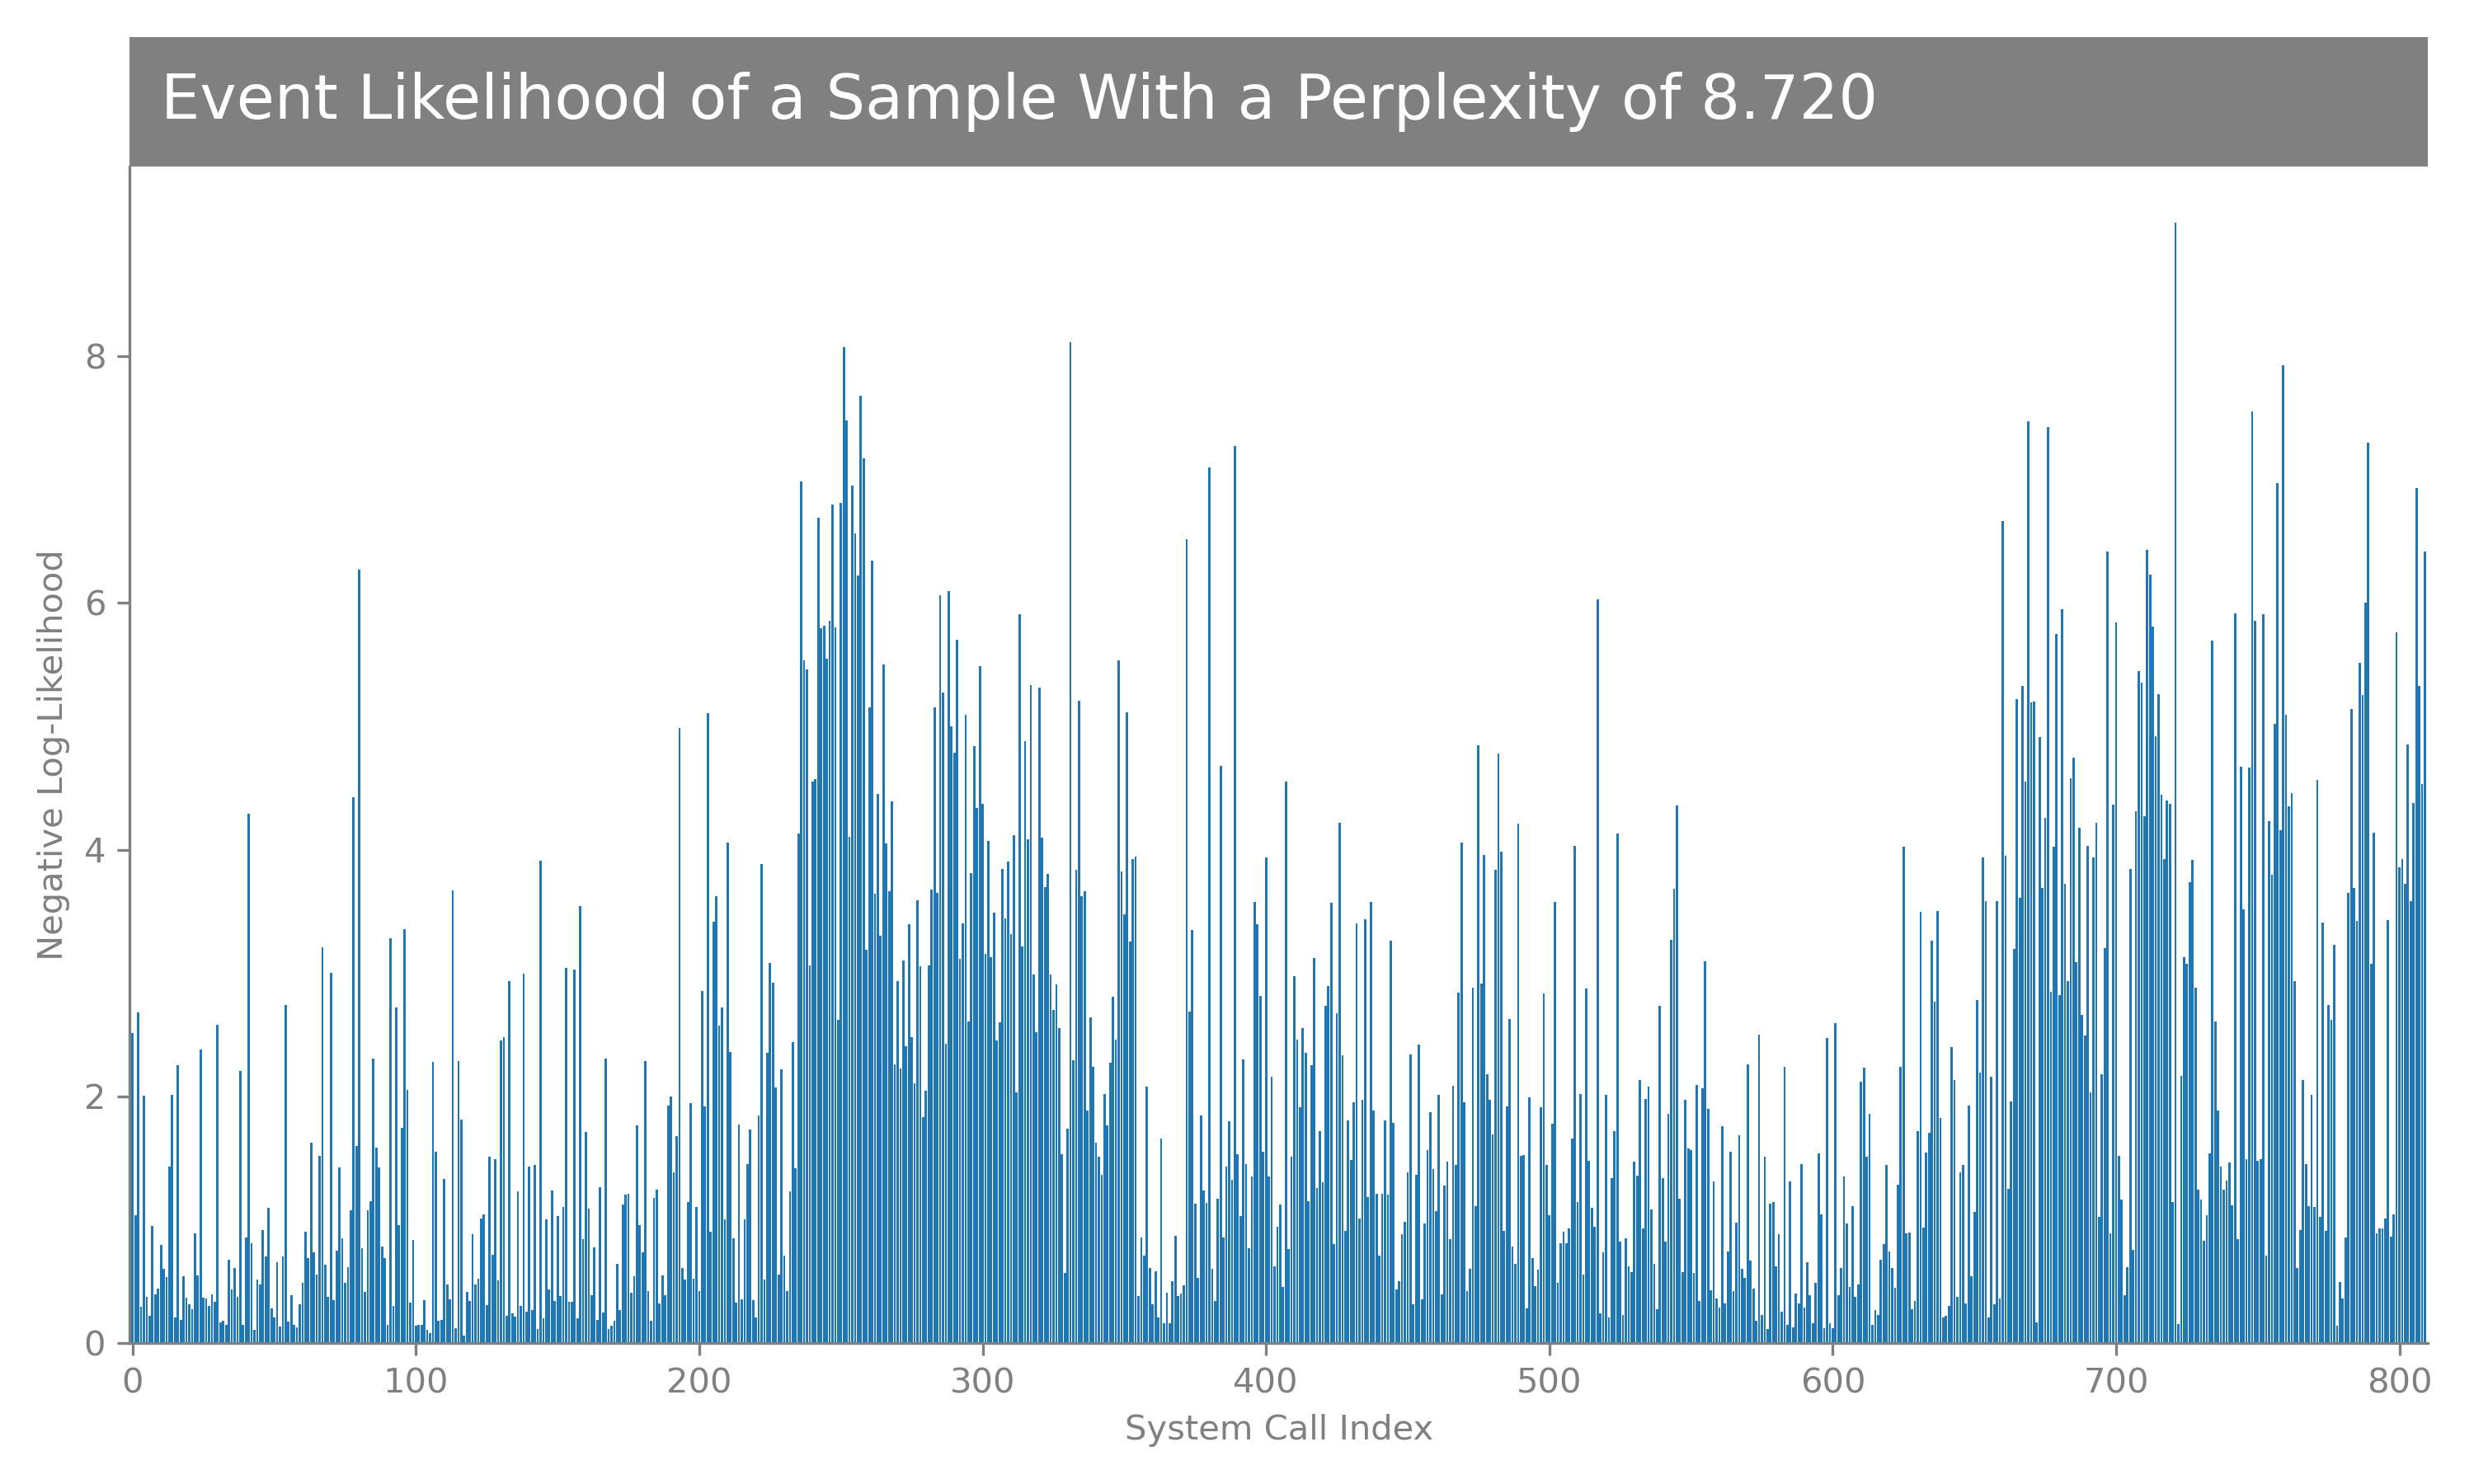 Event Likelihood of a Sample With a Perplexity of 8.720
8
6
4
2
0
Negative Log-Likelihood
0 100 200 300 400 500 600 700 800
System Call Index